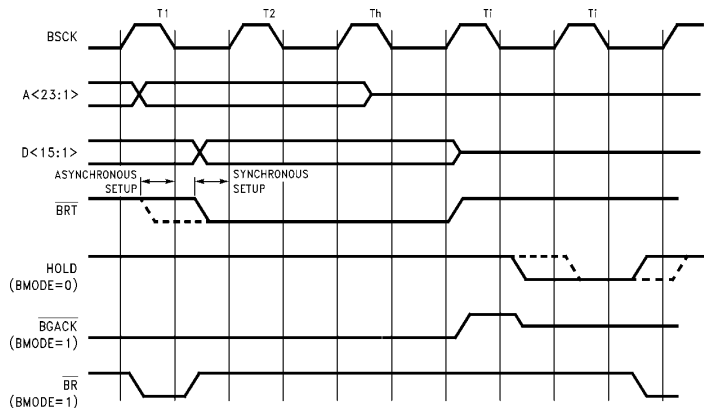 T1 T2 Th Ti Ti
BSCK
A<23:1>
D<15:1>
ASYNCHRONOUS SETUP
SYNCHRONOUS SETUP
BRT
HOLD
(BMODE=0)
BGACK
(BMODE=1)
BR
(BMODE=1)